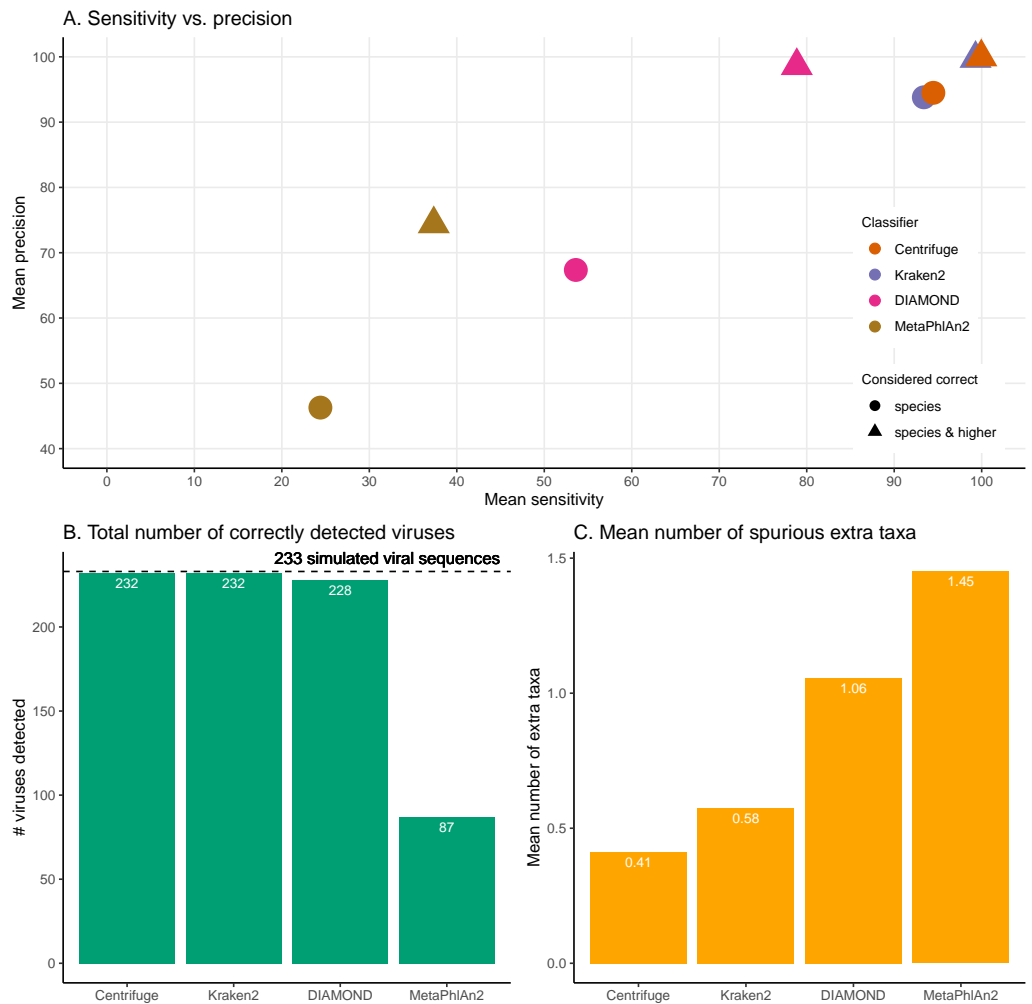 A. Sensitivity vs. precision
100
90
80
70
60
50
40
Mean precision
0 10 20 30 40 50 60 70 80 90 100
Mean sensitivity
Classifier
Centrifuge
Kraken2
DIAMOND
MetaPhlAn2
Considered correct
species
species & higher
B. Total number of correctly detected viruses
233 simulated viral sequences
232 232 228 87
200
150
100
50
0
# viruses detected
Centrifuge Kraken2 DIAMOND MetaPhlAn2
C. Mean number of spurious extra taxa
1.5
1.0
0.5
0.0
Mean number of extra taxa
0.41 0.58 1.06 1.45
Centrifuge Kraken2 DIAMOND MetaPhlAn2